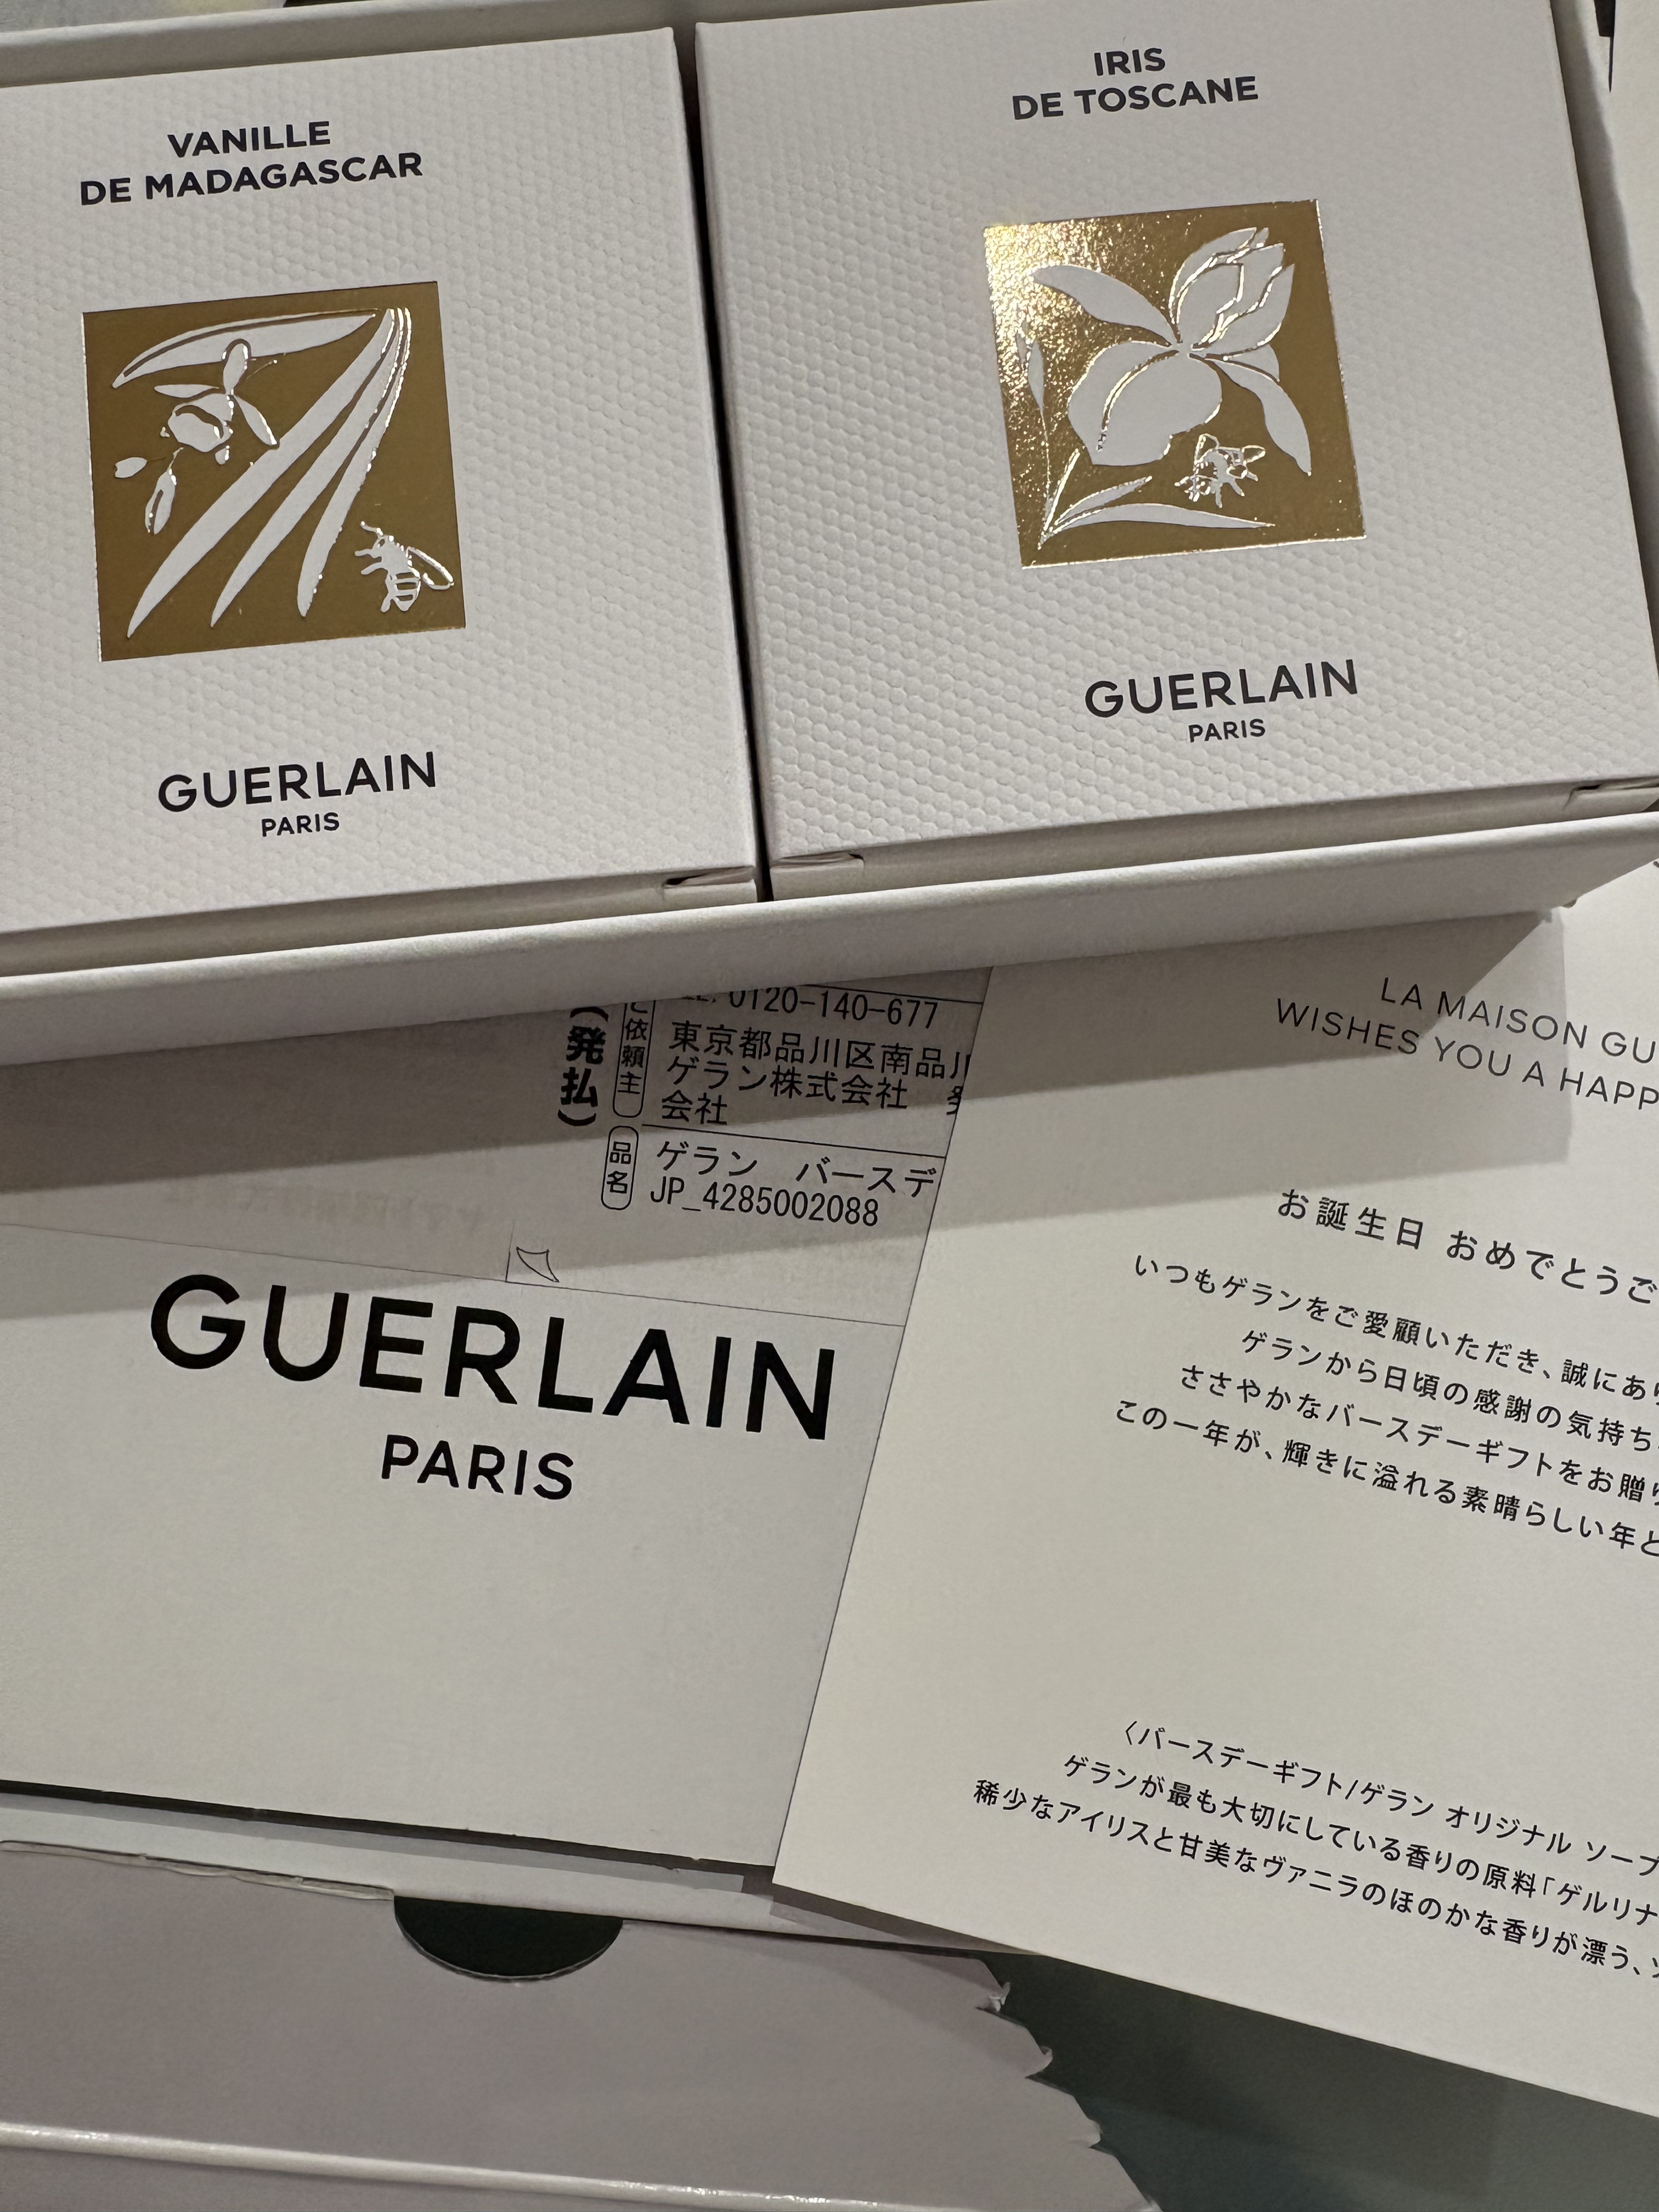 VANILLE
DE MADAGASCAR
GUERLAIN
PARIS
IRIS
DE TOSCANE
GUERLAIN
PARIS
(発払)
ご依頼主
0120-140-677
東京都品川区南品川
ゲラン株式会社
会社
品名
ゲラン バースデ
JP_4285002088
GUERLAIN
PARIS
LA MAISON GU
WISHES YOU A HAPP
お誕生日 おめでとうご
いつもゲランをご愛顧いただき、誠にあり
ゲランから日頃の感謝の気持ち
ささやかなバースデーギフトをお贈り
この一年が、輝きに溢れる素晴らしい年と
〈バースデーギフト/ゲラン オリジナル ソープ
ゲランが最も大切にしている香りの原料「ゲルリナ
稀少なアイリスと甘美なヴァニラのほのかな香りが漂う、